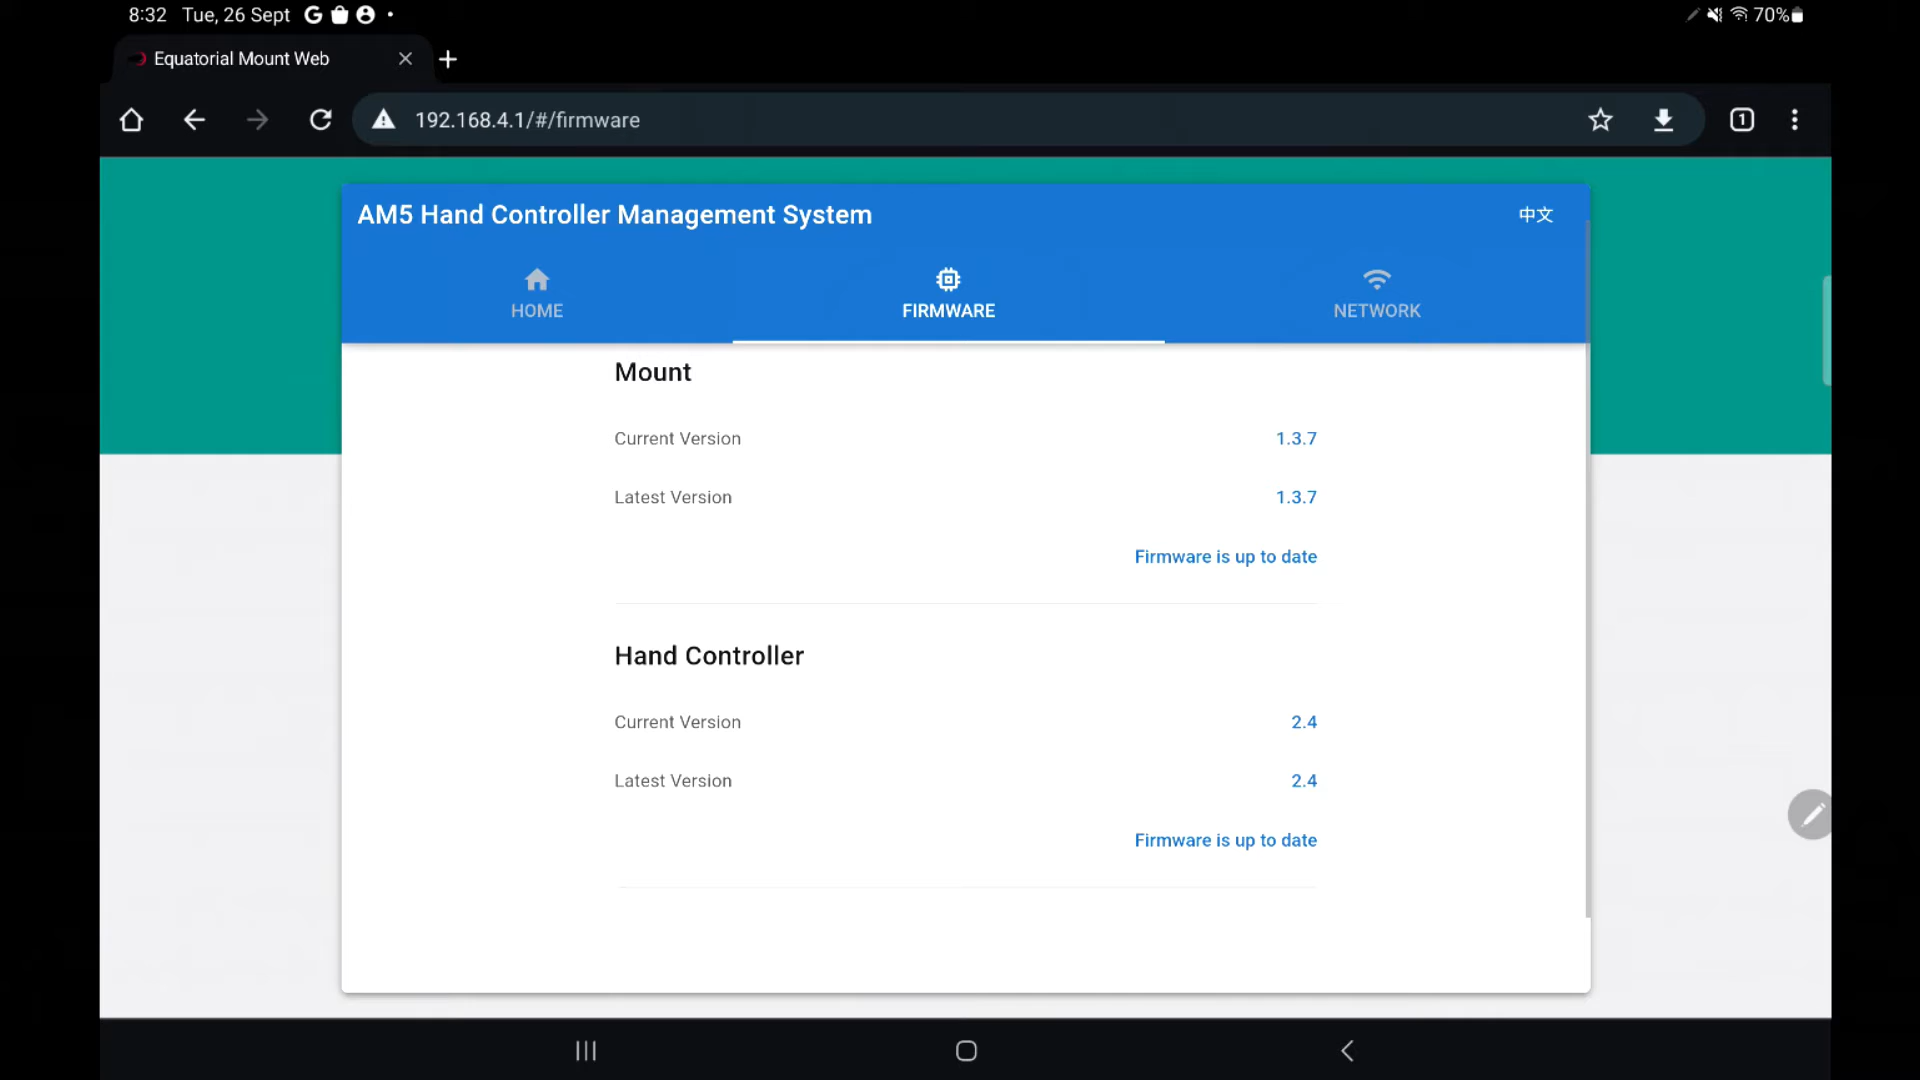 8:32 Tue, 26 Sept G 70%
Equatorial Mount Web
192.168.4.1/#/firmware 1
AM5 Hand Controller Management System 中文
HOME FIRMWARE NETWORK
Mount
Current Version 1.3.7
Latest Version 1.3.7
Firmware is up to date
Hand Controller
Current Version 2.4
Latest Version 2.4
Firmware is up to date